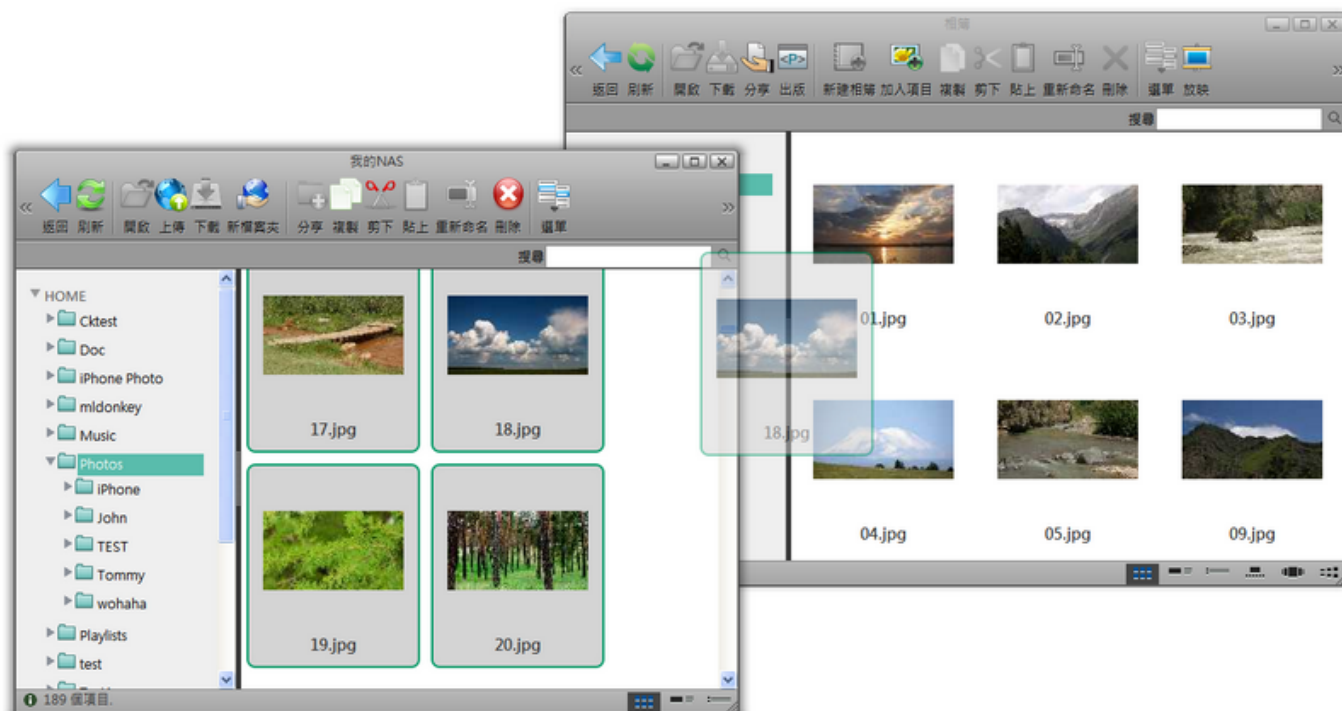 相簿
返回 刷新 開啟 下載 分享 出版 新建相簿 加入項目 複製 剪下 貼上 重新命名 刪除 選單 放映
搜尋
01.jpg 02.jpg 03.jpg
04.jpg 05.jpg 09.jpg
我的NAS
返回 刷新 開啟 上傳 下載 新檔案夾 分享 複製 剪下 貼上 重新命名 刪除 選單
搜尋
HOME
Cktest
Doc
iPhone Photo
mldonkey
Music
Photos
iPhone
John
TEST
Tommy
wohaha
Playlists
test
17.jpg 18.jpg
19.jpg 20.jpg
18.jpg
189 個項目.